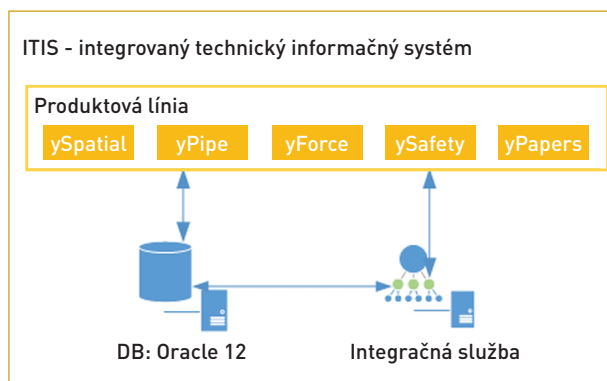 ITIS - integrovaný technický informačný systém
Produktová línia
ySpatial yPipe yForce ySafety yPapers
DB: Oracle 12 Integračná služba